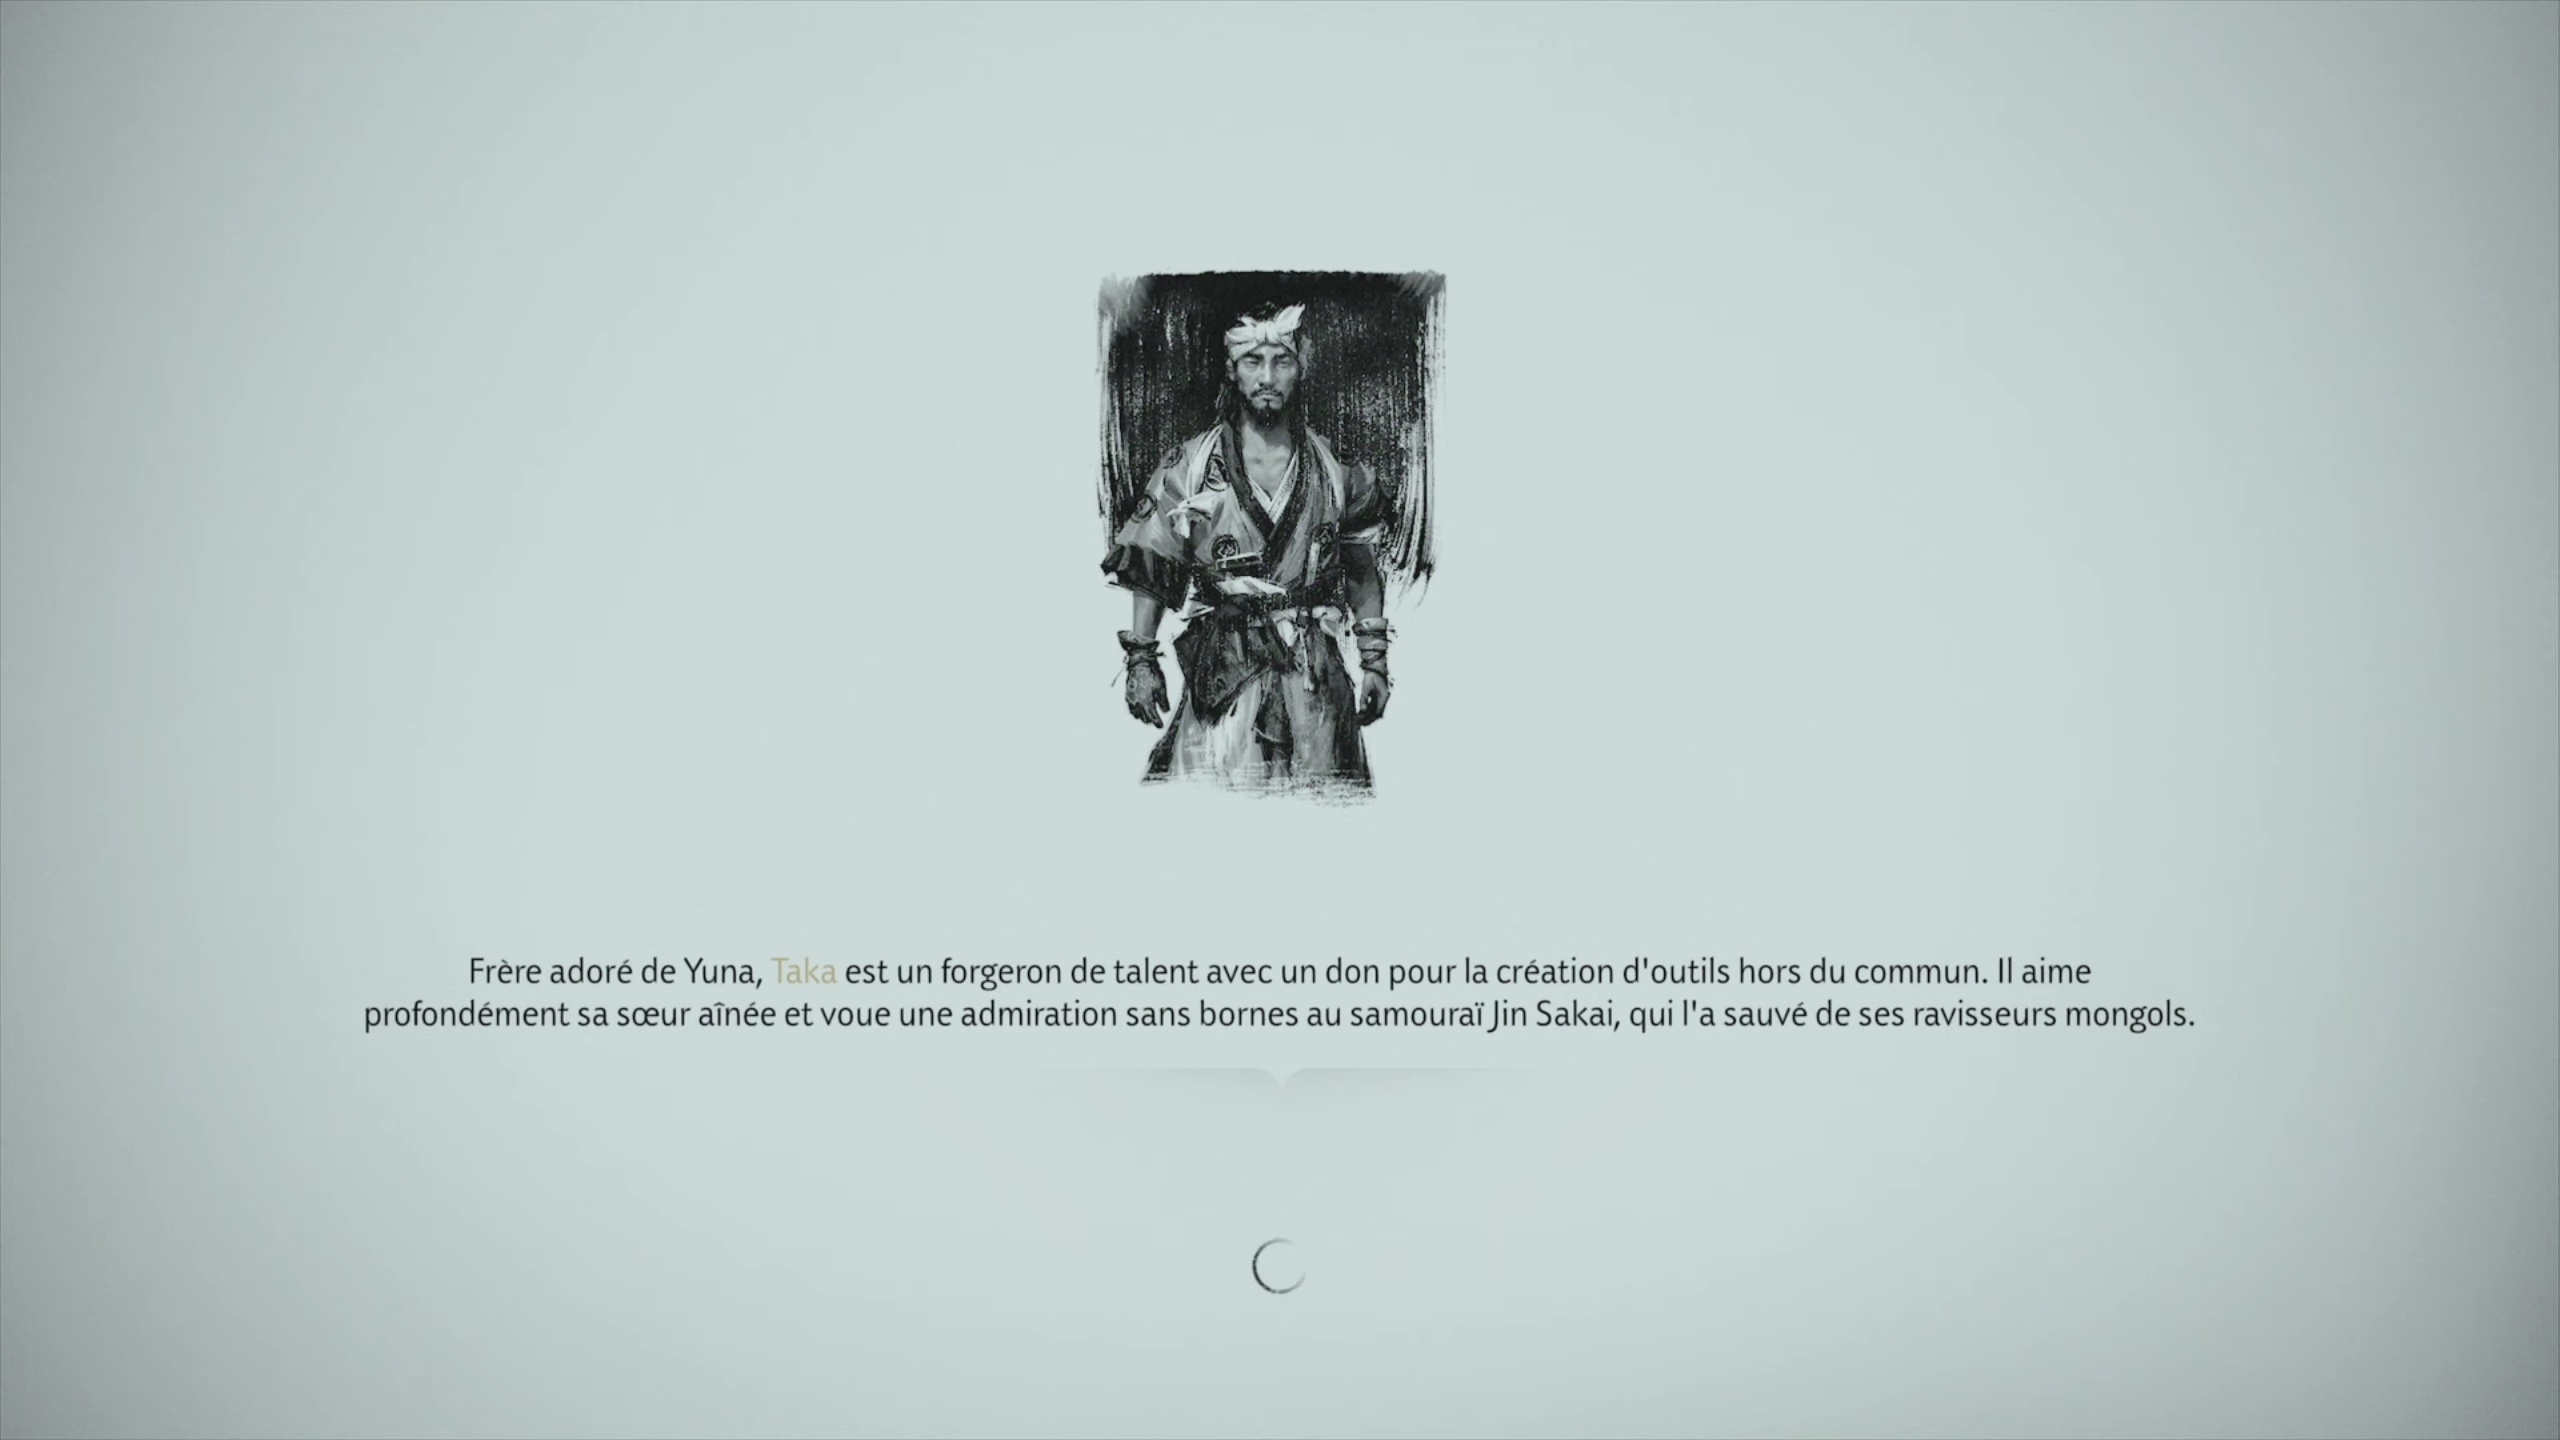 Frère adoré de Yuna, Taka est un forgeron de talent avec un don pour la création d'outils hors du commun. Il aime
profondément sa sœur aînée et voue une admiration sans bornes au samouraï Jin Sakai, qui l'a sauvé de ses ravisseurs mongols.